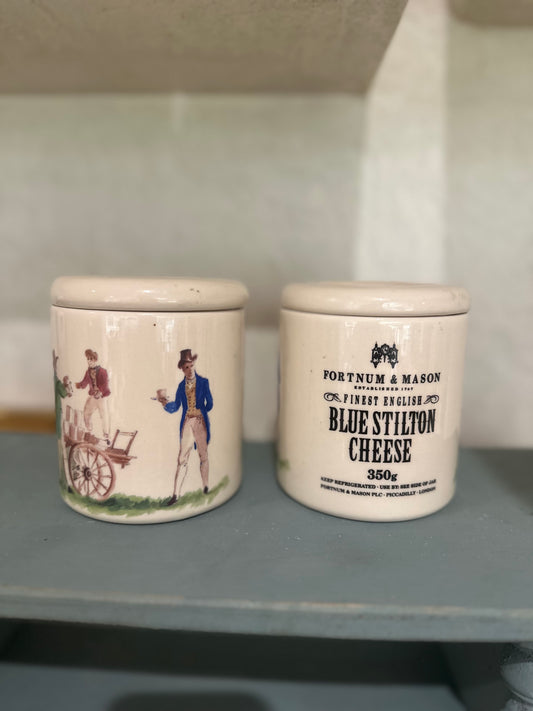 FORTNUM & MASON
ESTABLISHED 1707
FINEST ENGLISH
BLUE STILTON
CHEESE
350g
KEEP REFRIGERATED · USE BY: SEE SIDE OF JAR
FORTNUM & MASON PLC · PICCADILLY · LONDON